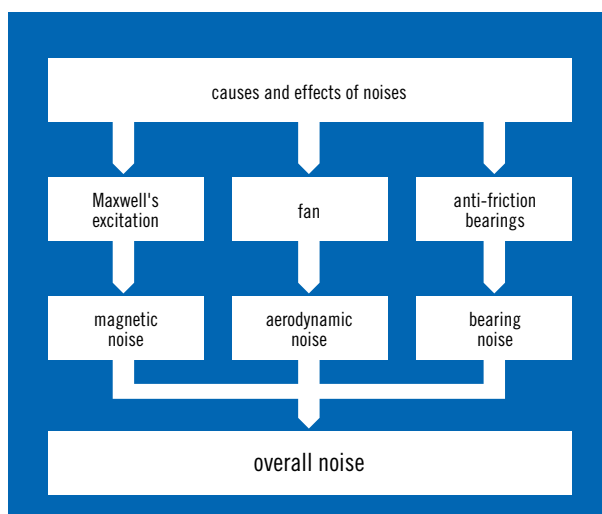 causes and effects of noises
Maxwell's
excitation
fan
anti-friction
bearings
magnetic
noise
aerodynamic
noise
bearing
noise
overall noise